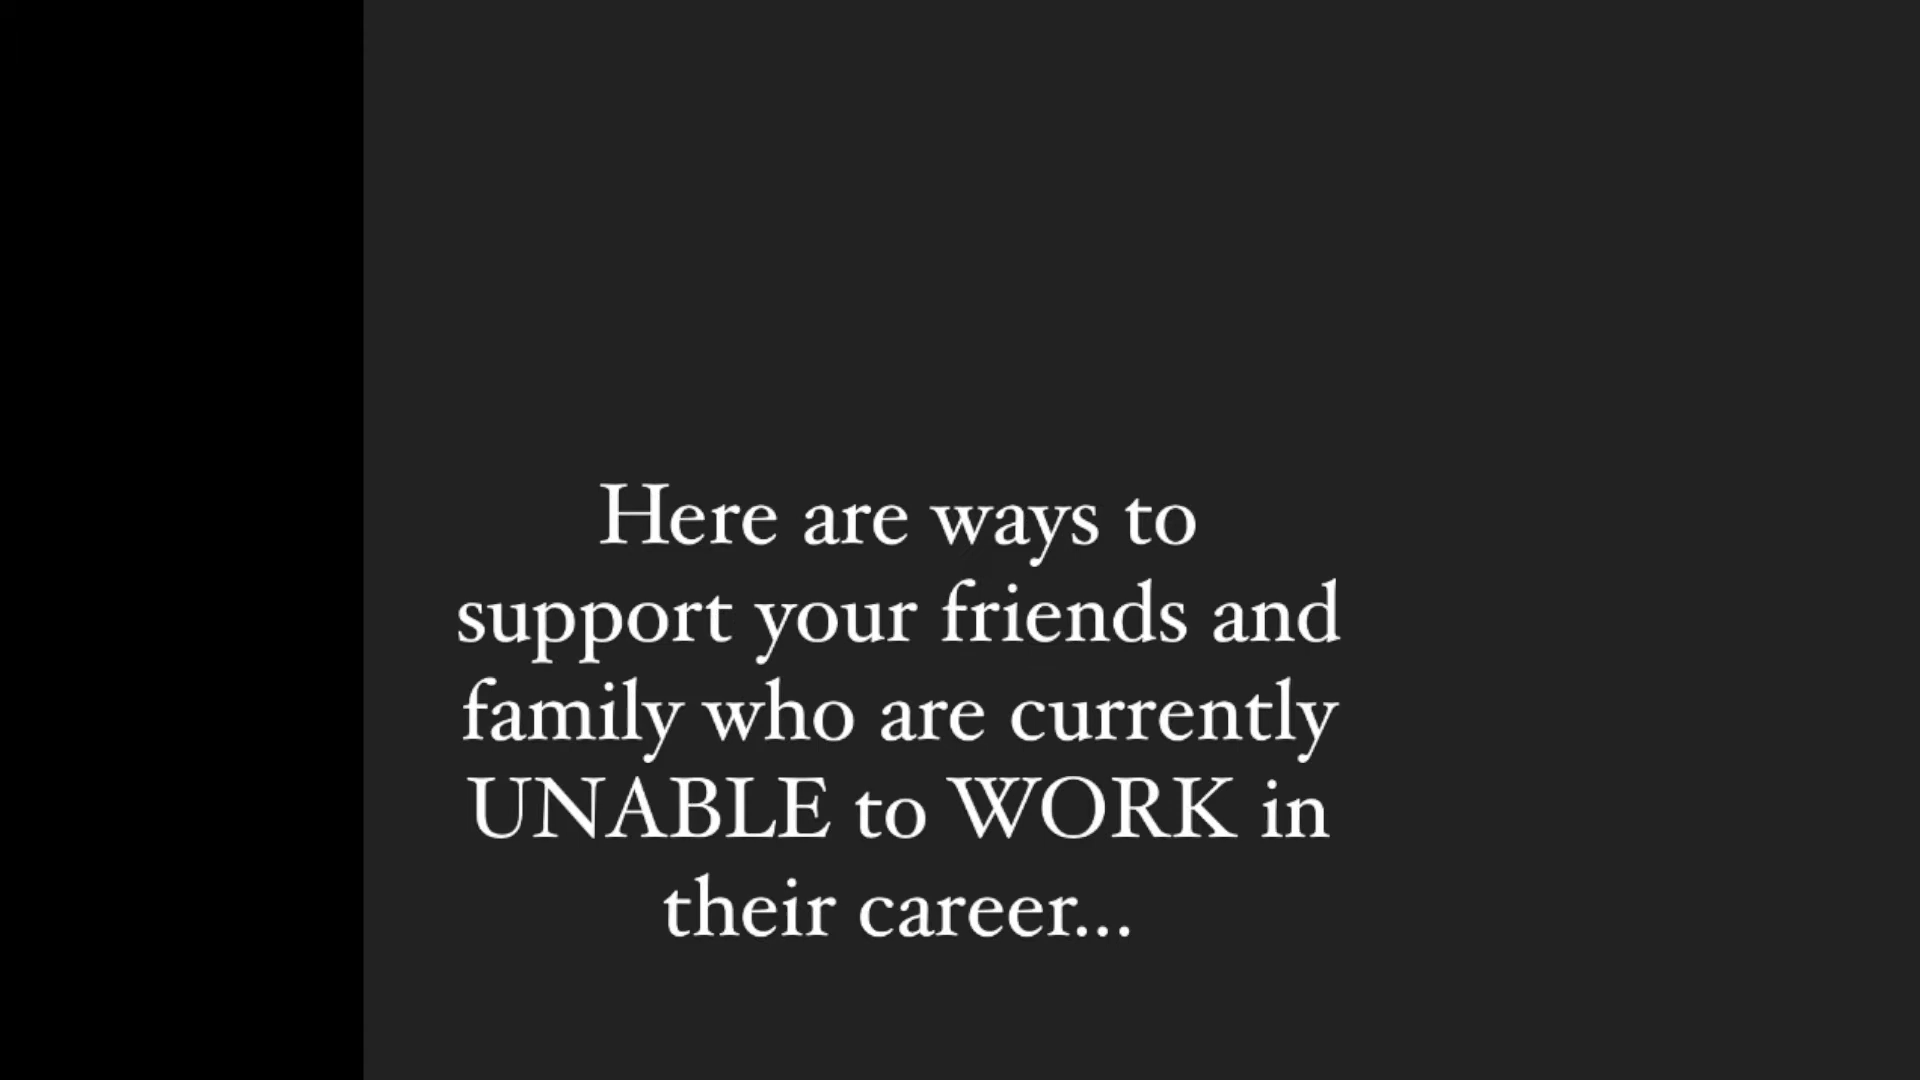 Here are ways to
support your friends and
family who are currently
UNABLE to WORK in
their career...